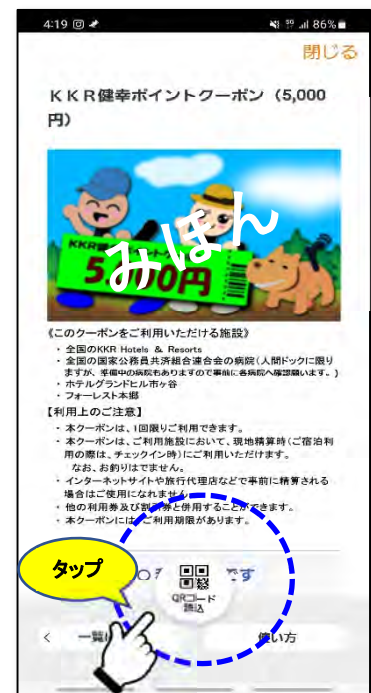 4:19 86%
閉じる
KKR健幸ポイントクーポン（5,000
円）
みほん
KKR健
5,000円
《このクーポンをご利用いただける施設》
・全国のKKR Hotels & Resorts
・全国の国家公務員共済組合連合会の病院(人間ドックに限り
ますが、準備中の病院もありますので事前に各病院へ確認願います。)
・ホテルグランドヒル市ヶ谷
・フォーレスト本郷
【利用上のご注意】
・本クーポンは、1回限りご利用できます。
・本クーポンは、ご利用施設において、現地精算時(ご宿泊利
用の際は、チェックイン時)にご利用いただけます。
なお、お釣りはでません。
・インターネットサイトや旅行代理店などで事前に精算される
場合はご使用になれません。
・他の利用券及び割引券と併用することができます。
・本クーポンには、ご利用期限があります。
タップ
です
QRコード
読込
< 一覧
使い方